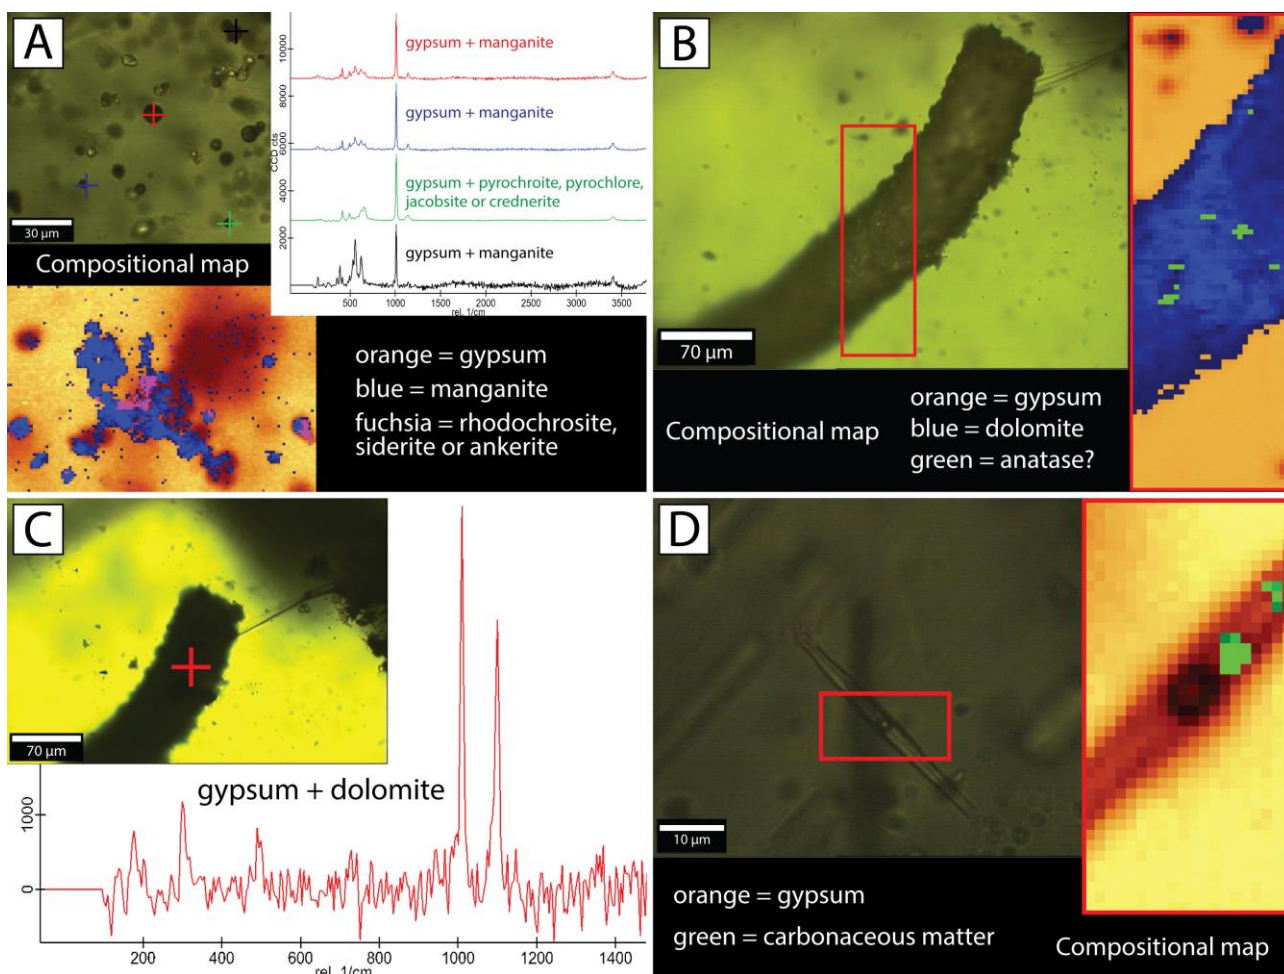 A
30 µm
Compositional map
10000
8000
6000
4000
2000
CCD cts
gypsum + manganite
gypsum + manganite
gypsum + pyrochroite, pyrochlore,
jacobsite or crednerite
gypsum + manganite
500 1000 1500 2000 2500 3000 3500
rel. 1/cm
orange = gypsum
blue = manganite
fuchsia = rhodochrosite,
siderite or ankerite
B
70 µm
Compositional map
orange = gypsum
blue = dolomite
green = anatase?
C
70 µm
gypsum + dolomite
1000
0
200 400 600 800 1000 1200 1400
rel. 1/cm
D
10 µm
orange = gypsum
green = carbonaceous matter
Compositional map